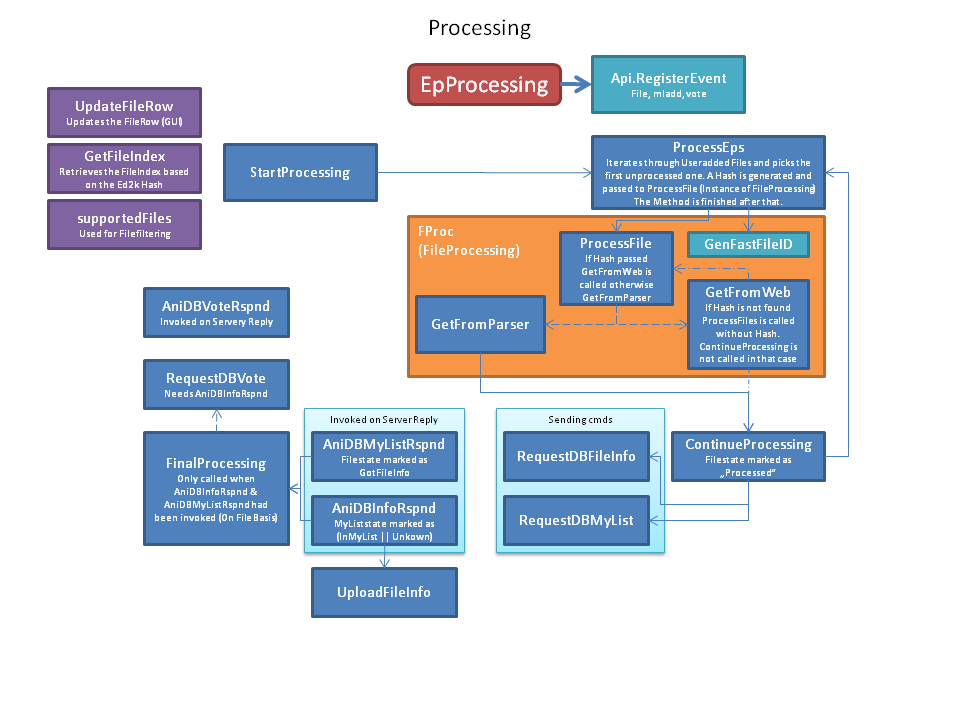 Processing
EpProcessing
Api.RegisterEvent
File, mladd, vote
UpdateFileRow
Updates the FileRow (GUI)
GetFileIndex
Retrieves the FileIndex based
on the Ed2k Hash
supportedFiles
Used for Filefiltering
StartProcessing
ProcessEps
Iterates through Useradded Files and picks the
first unprocessed one. A Hash is generated and
passed to ProcessFile (Instance of FileProcessing)
The Method is finished after that.
FProc
(FileProcessing)
ProcessFile
If Hash passed
GetFromWeb is
called otherwise
GetFromParser
GenFastFileID
GetFromWeb
If Hash is not found
ProcessFiles is called
without Hash.
ContinueProcessing is
not called in that case
GetFromParser
AniDBVoteRspnd
Invoked on Servery Reply
RequestDBVote
Needs AniDBInfoRspnd
FinalProcessing
Only called when
AniDBInfoRspnd &
AniDBMyListRspnd had
been invoked (On File Basis)
Invoked on Server Reply
AniDBMyListRspnd
Filestate marked as
GotFileInfo
AniDBInfoRspnd
MyListstate marked as
(InMyList || Unkown)
UploadFileInfo
Sending cmds
RequestDBFileInfo
RequestDBMyList
ContinueProcessing
Filestate marked as
„Processed“